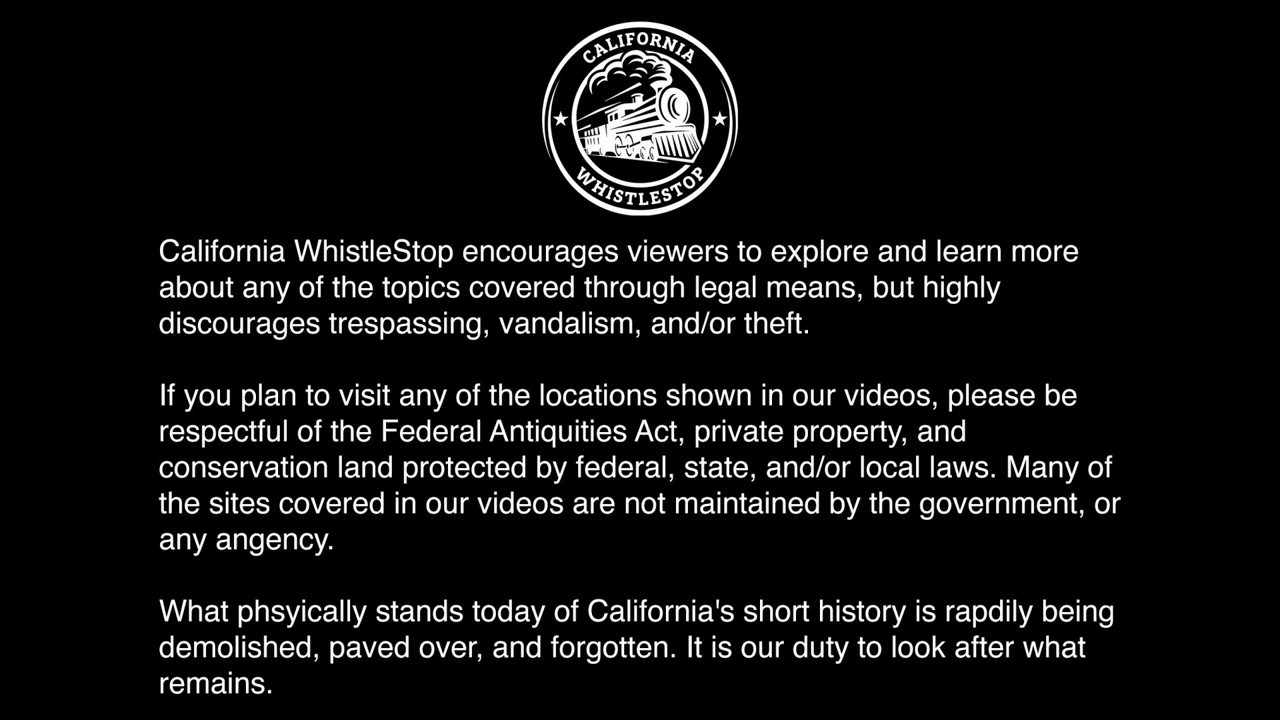 CALIFORNIA
WHISTLESTOP
California WhistleStop encourages viewers to explore and learn more
about any of the topics covered through legal means, but highly
discourages trespassing, vandalism, and/or theft.
If you plan to visit any of the locations shown in our videos, please be
respectful of the Federal Antiquities Act, private property, and
conservation land protected by federal, state, and/or local laws. Many of
the sites covered in our videos are not maintained by the government, or
any angency.
What phsyically stands today of California's short history is rapdily being
demolished, paved over, and forgotten. It is our duty to look after what
remains.